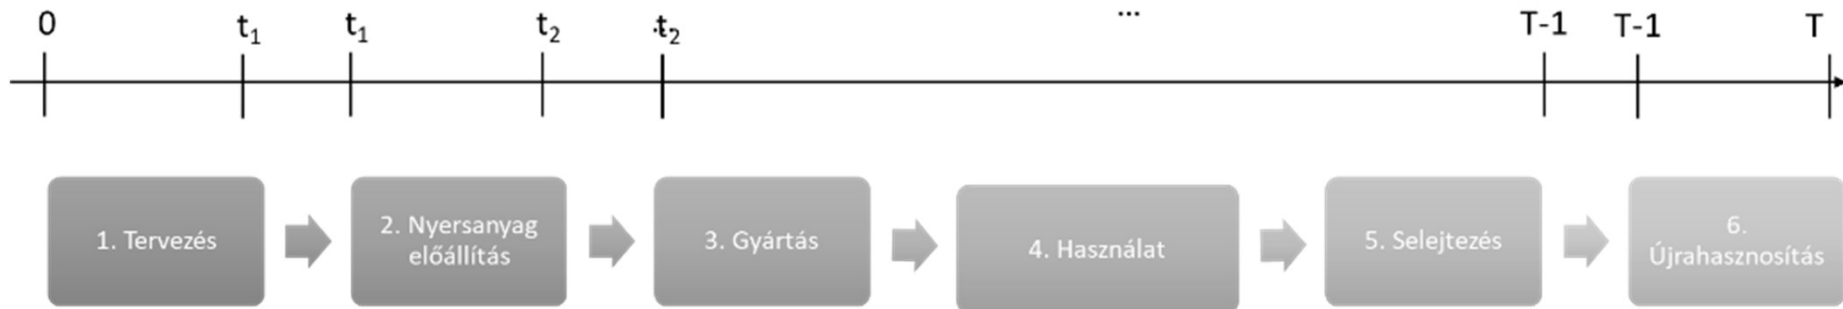 0 t₁ t₁ t₂ t₂ ... T-1 T-1 T
1. Tervezés
2. Nyersanyag
előállítás
3. Gyártás
4. Használat
5. Selejtezés
6.
Újrahasznosítás